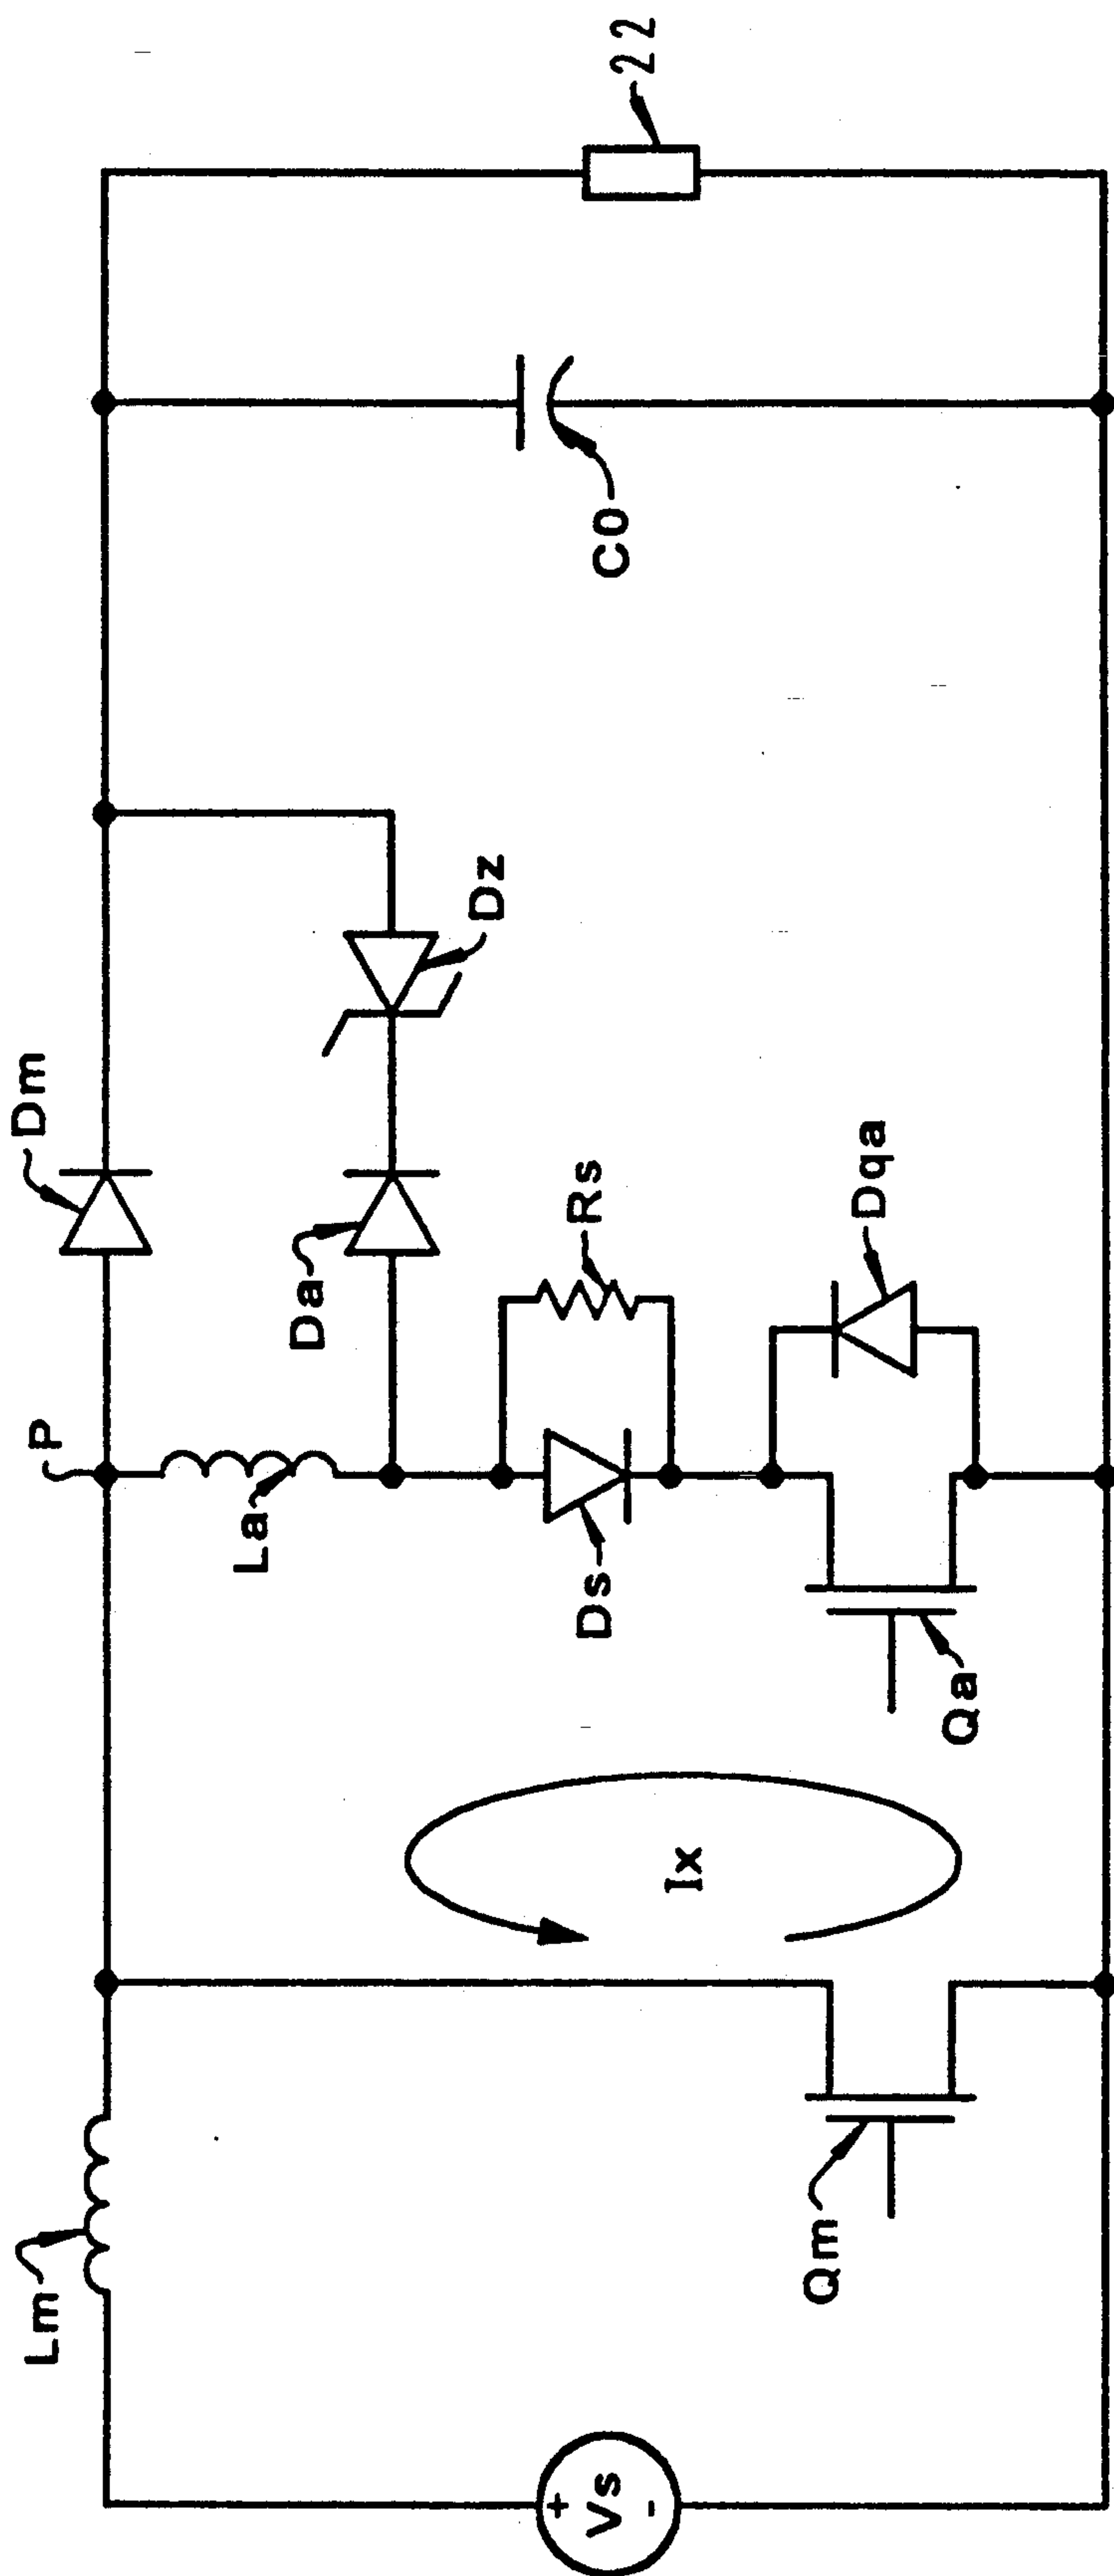 Lm
P
Dm
22
La
Da
Dz
C0
Rs
Ds
Dqa
Ix
Qm
Qa
+
Vs
-